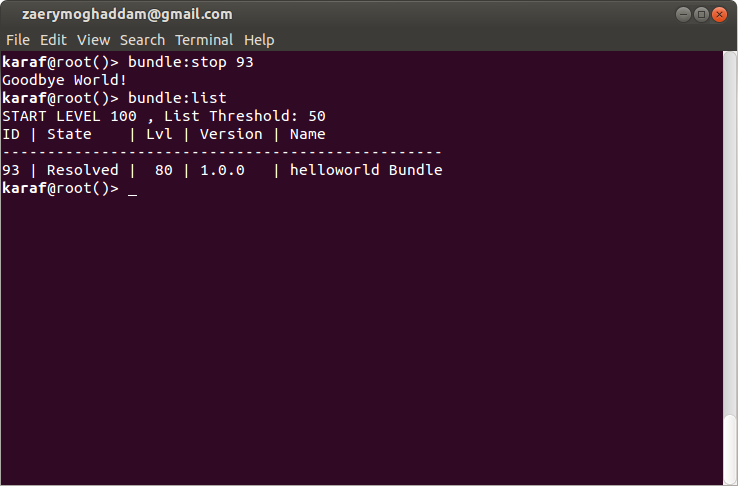 zaerymoghaddam@gmail.com
File Edit View Search Terminal Help
karaf@root()> bundle:stop 93
Goodbye World!
karaf@root()> bundle:list
START LEVEL 100 , List Threshold: 50
ID | State    | Lvl | Version | Name
-------------------------------------------------
93 | Resolved |  80 | 1.0.0   | helloworld Bundle
karaf@root()> _